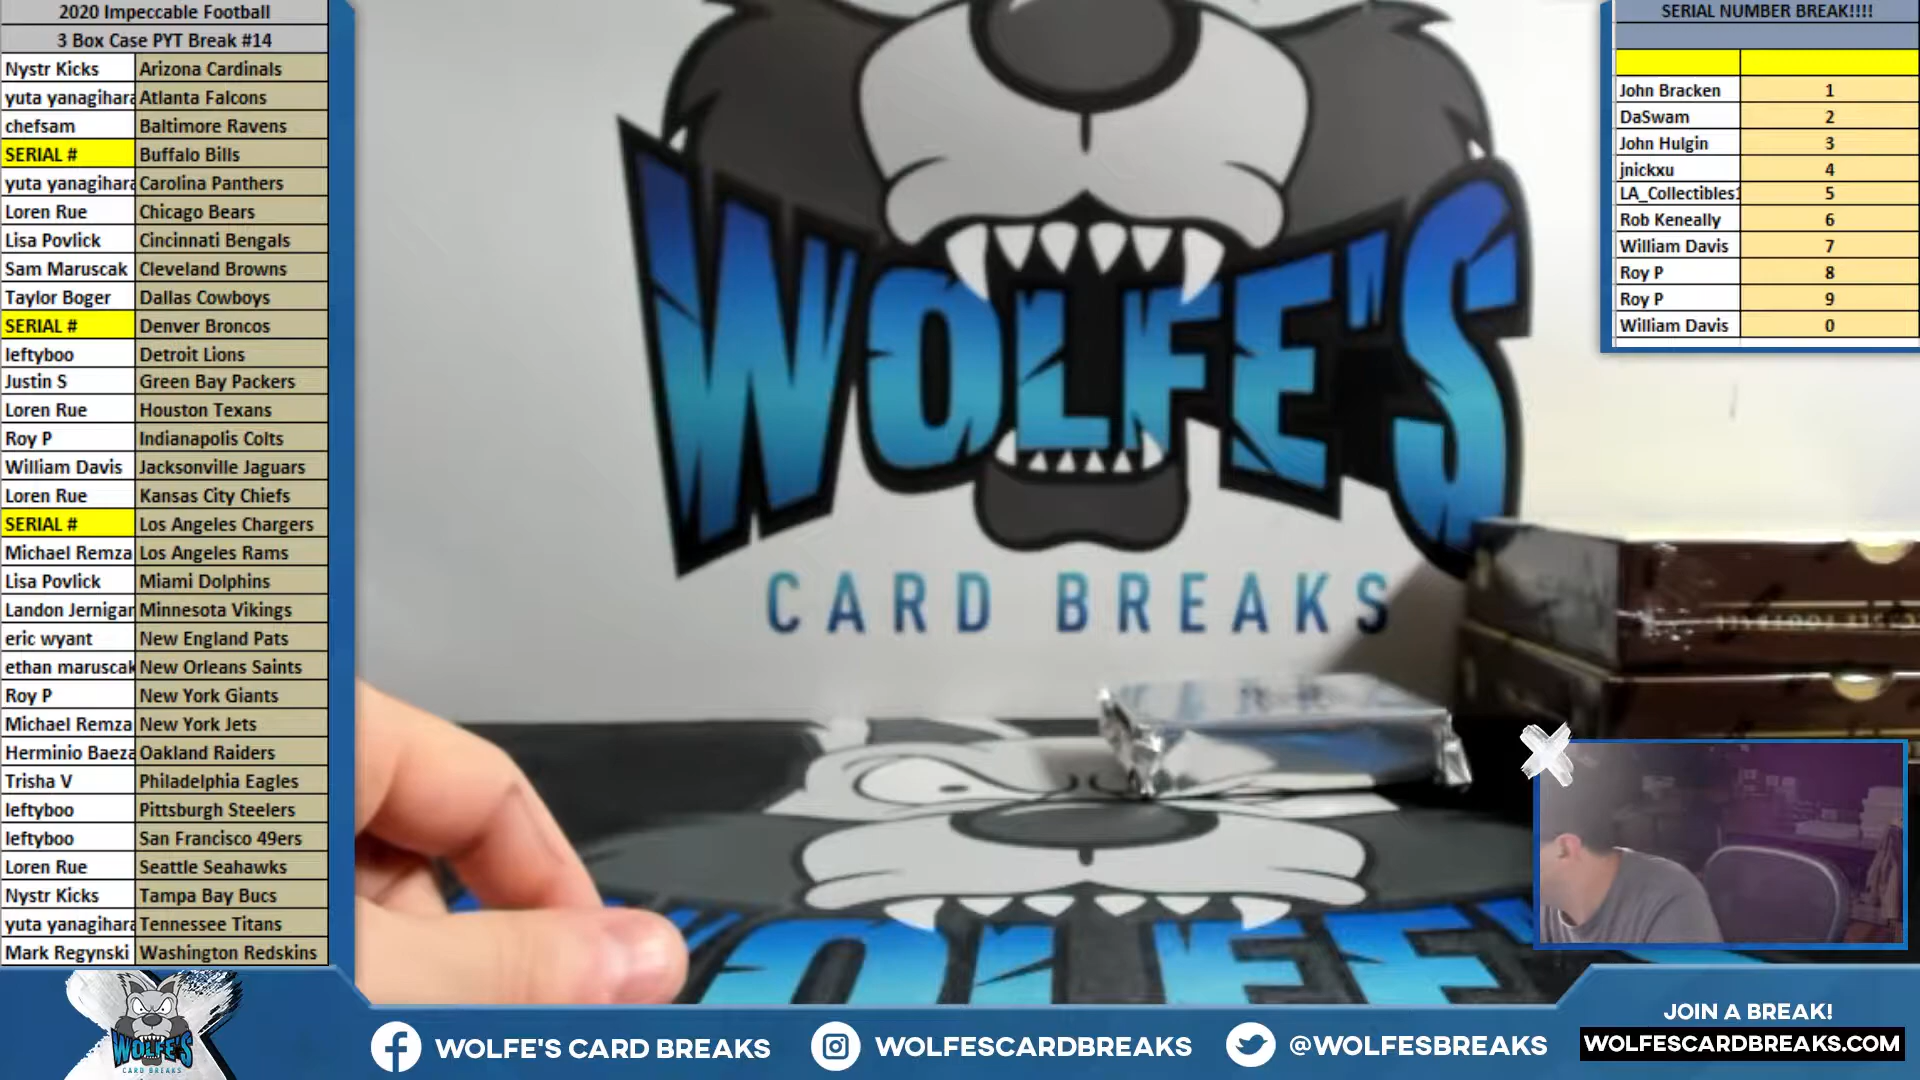 2020 Impeccable Football
3 Box Case PYT Break #14
Nystr Kicks Arizona Cardinals
yuta yanagihara Atlanta Falcons
chefsam Baltimore Ravens
SERIAL # Buffalo Bills
yuta yanagihara Carolina Panthers
Loren Rue Chicago Bears
Lisa Povlick Cincinnati Bengals
Sam Maruscak Cleveland Browns
Taylor Boger Dallas Cowboys
SERIAL # Denver Broncos
leftyboo Detroit Lions
Justin S Green Bay Packers
Loren Rue Houston Texans
Roy P Indianapolis Colts
William Davis Jacksonville Jaguars
Loren Rue Kansas City Chiefs
SERIAL # Los Angeles Chargers
Michael Remza Los Angeles Rams
Lisa Povlick Miami Dolphins
Landon Jernigan Minnesota Vikings
eric wyant New England Pats
ethan maruscak New Orleans Saints
Roy P New York Giants
Michael Remza New York Jets
Herminio Baeza Oakland Raiders
Trisha V Philadelphia Eagles
leftyboo Pittsburgh Steelers
leftyboo San Francisco 49ers
Loren Rue Seattle Seahawks
Nystr Kicks Tampa Bay Bucs
yuta yanagihara Tennessee Titans
Mark Regynski Washington Redskins
SERIAL NUMBER BREAK!!!!
John Bracken 1
DaSwam 2
John Hulgin 3
jnickxu 4
LA_Collectibles1 5
Rob Keneally 6
William Davis 7
Roy P 8
Roy P 9
William Davis 0
WOLFE'S
CARD BREAKS
WOLFE'S
WOLFE'S
CARD BREAKS
WOLFE'S CARD BREAKS
WOLFESCARDBREAKS
@WOLFESBREAKS
JOIN A BREAK!
WOLFESCARDBREAKS.COM